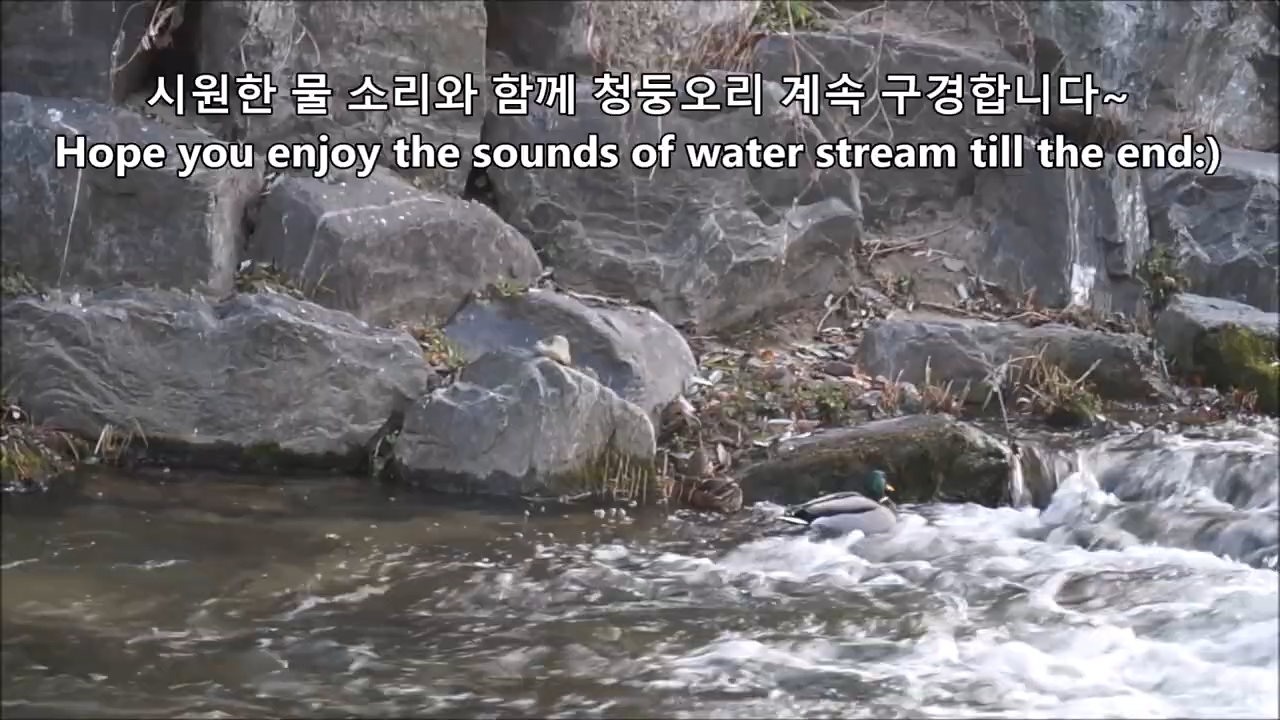 시원한 물 소리와 함께 청둥오리 계속 구경합니다~
Hope you enjoy the sounds of water stream till the end:)